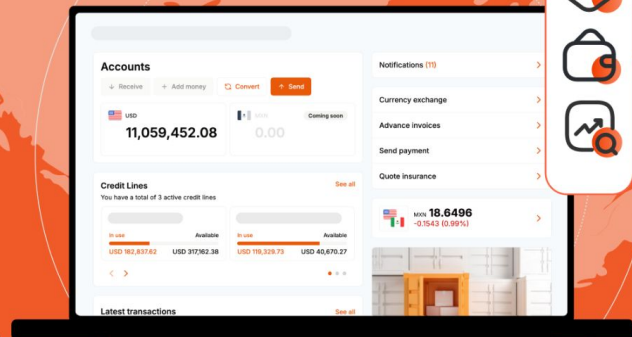 Accounts
Receive
Add money
Convert
Send
USD
11,059,452.08
Coming soon
0.00
Credit Lines
See all
You have a total of 3 active credit lines
In use
Available
USD 182,837.62
USD 317,162.38
In use
Available
USD 119,329.73
USD 40,670.27
Latest transactions
See all
Notifications (11)
Currency exchange
Advance invoices
Send payment
Quote insurance
MXN 18.6496
-0.1543 (0.99%)